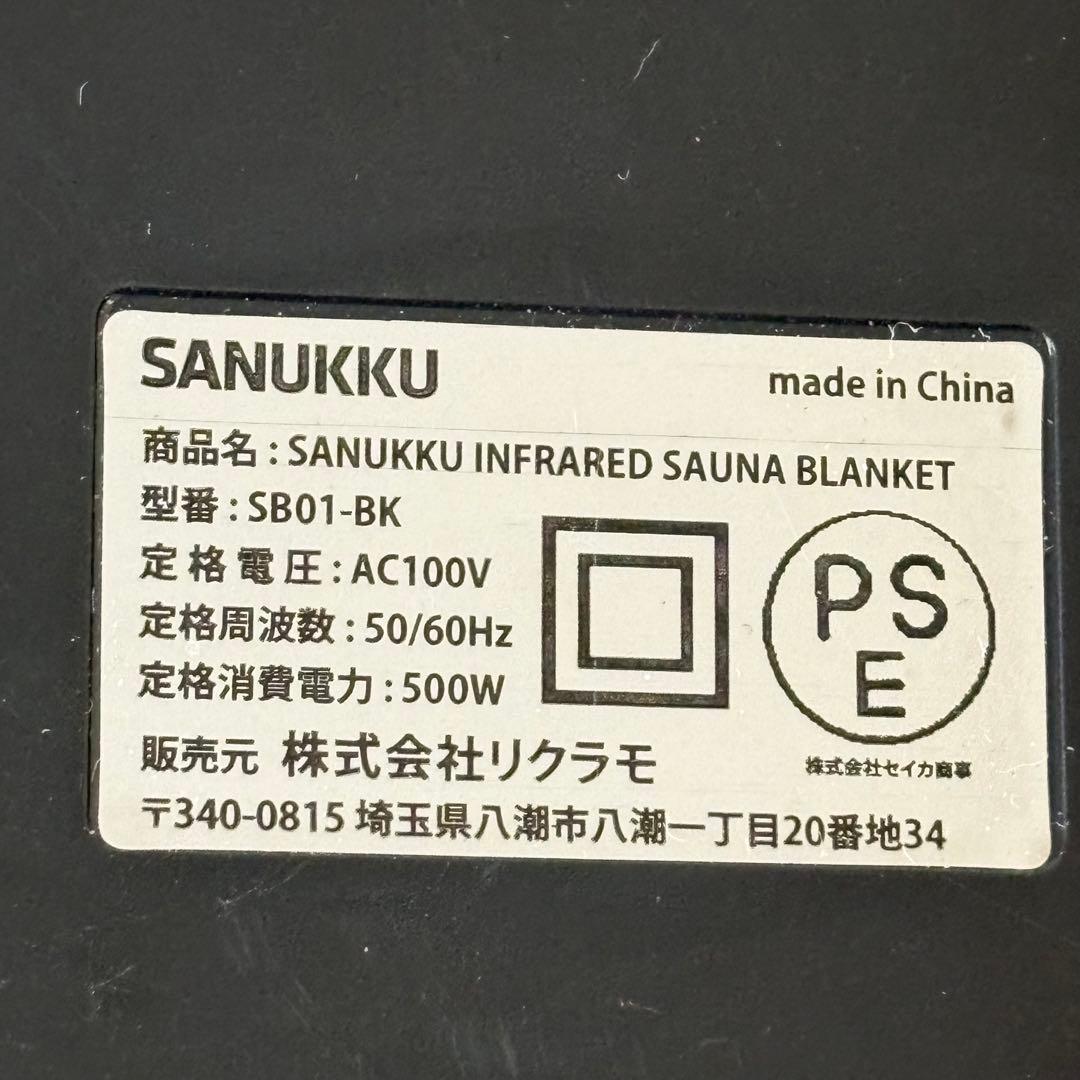 SANUKKU
made in China
商品名 : SANUKKU INFRARED SAUNA BLANKET
型番 : SB01-BK
定格電圧 : AC100V
定格周波数 : 50/60Hz
定格消費電力 : 500W
PS
E
株式会社セイカ商事
販売元 株式会社リクラモ
〒340-0815 埼玉県八潮市八潮一丁目20番地34